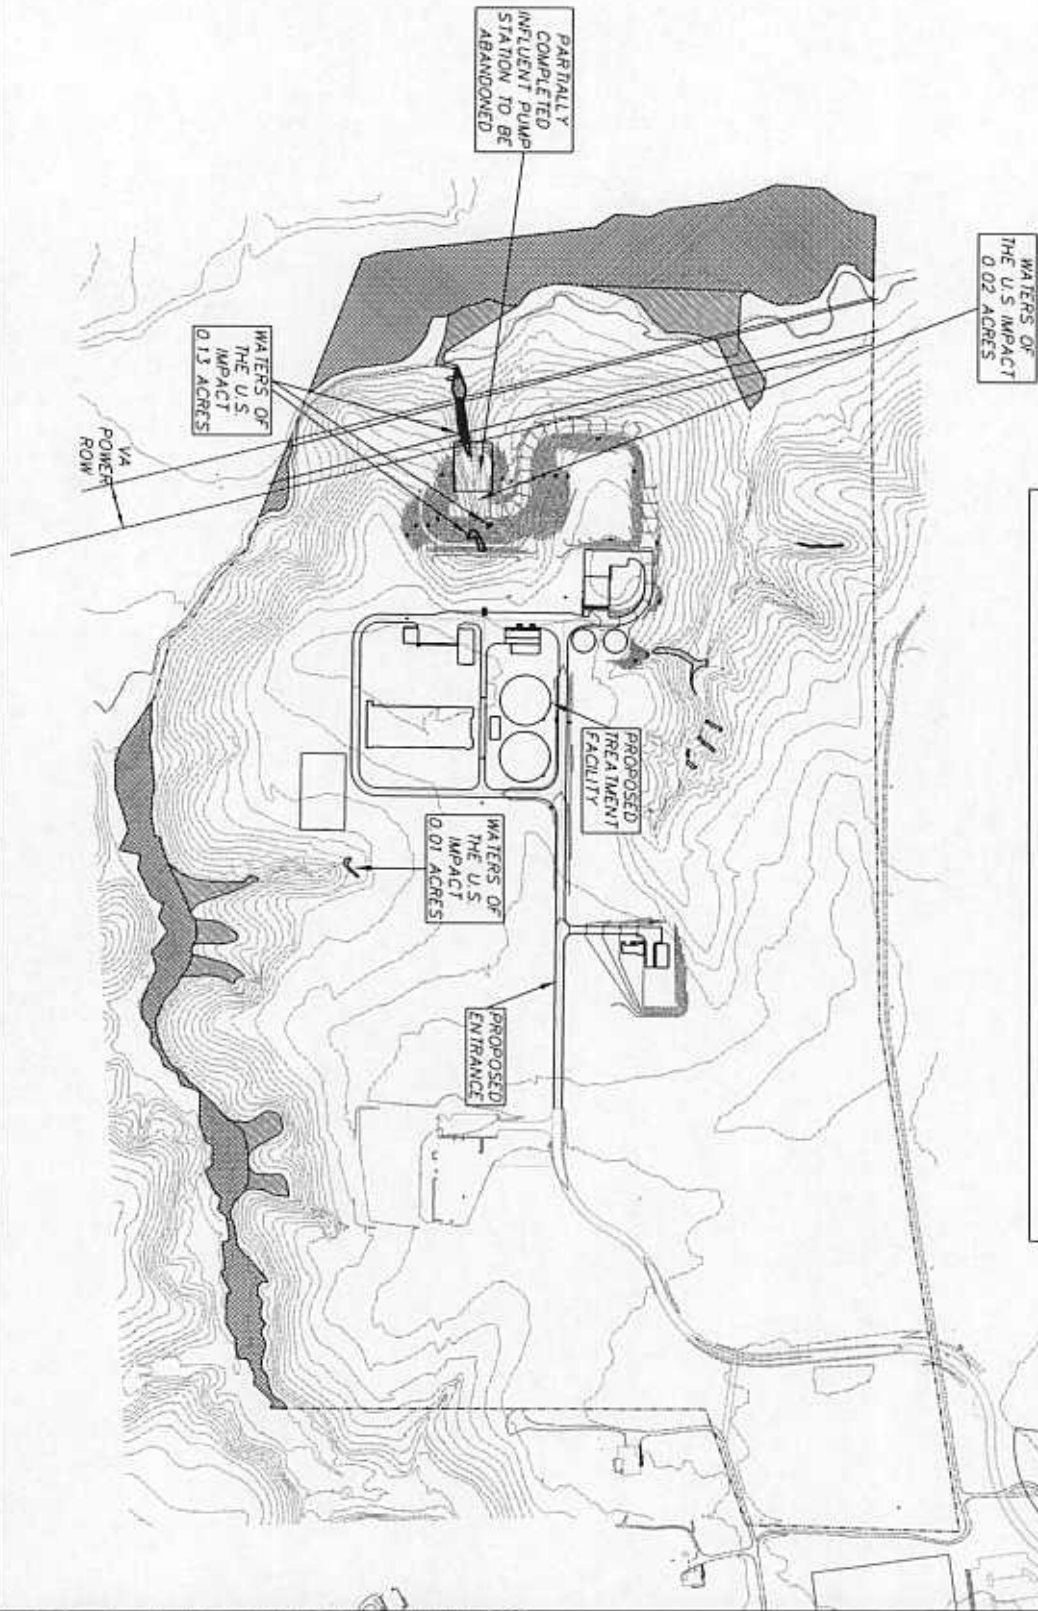 PARTIALLY
COMPLETED
INFLUENT PUMP
STATION TO BE
ABANDONED
WATERS OF
THE U.S IMPACT
0.02 ACRES
WATERS OF
THE U.S.
IMPACT
0.13 ACRES
VA
POWER
ROW
PROPOSED
TREATMENT
FACILITY
WATERS OF
THE U.S
IMPACT
0.01 ACRES
PROPOSED
ENTRANCE